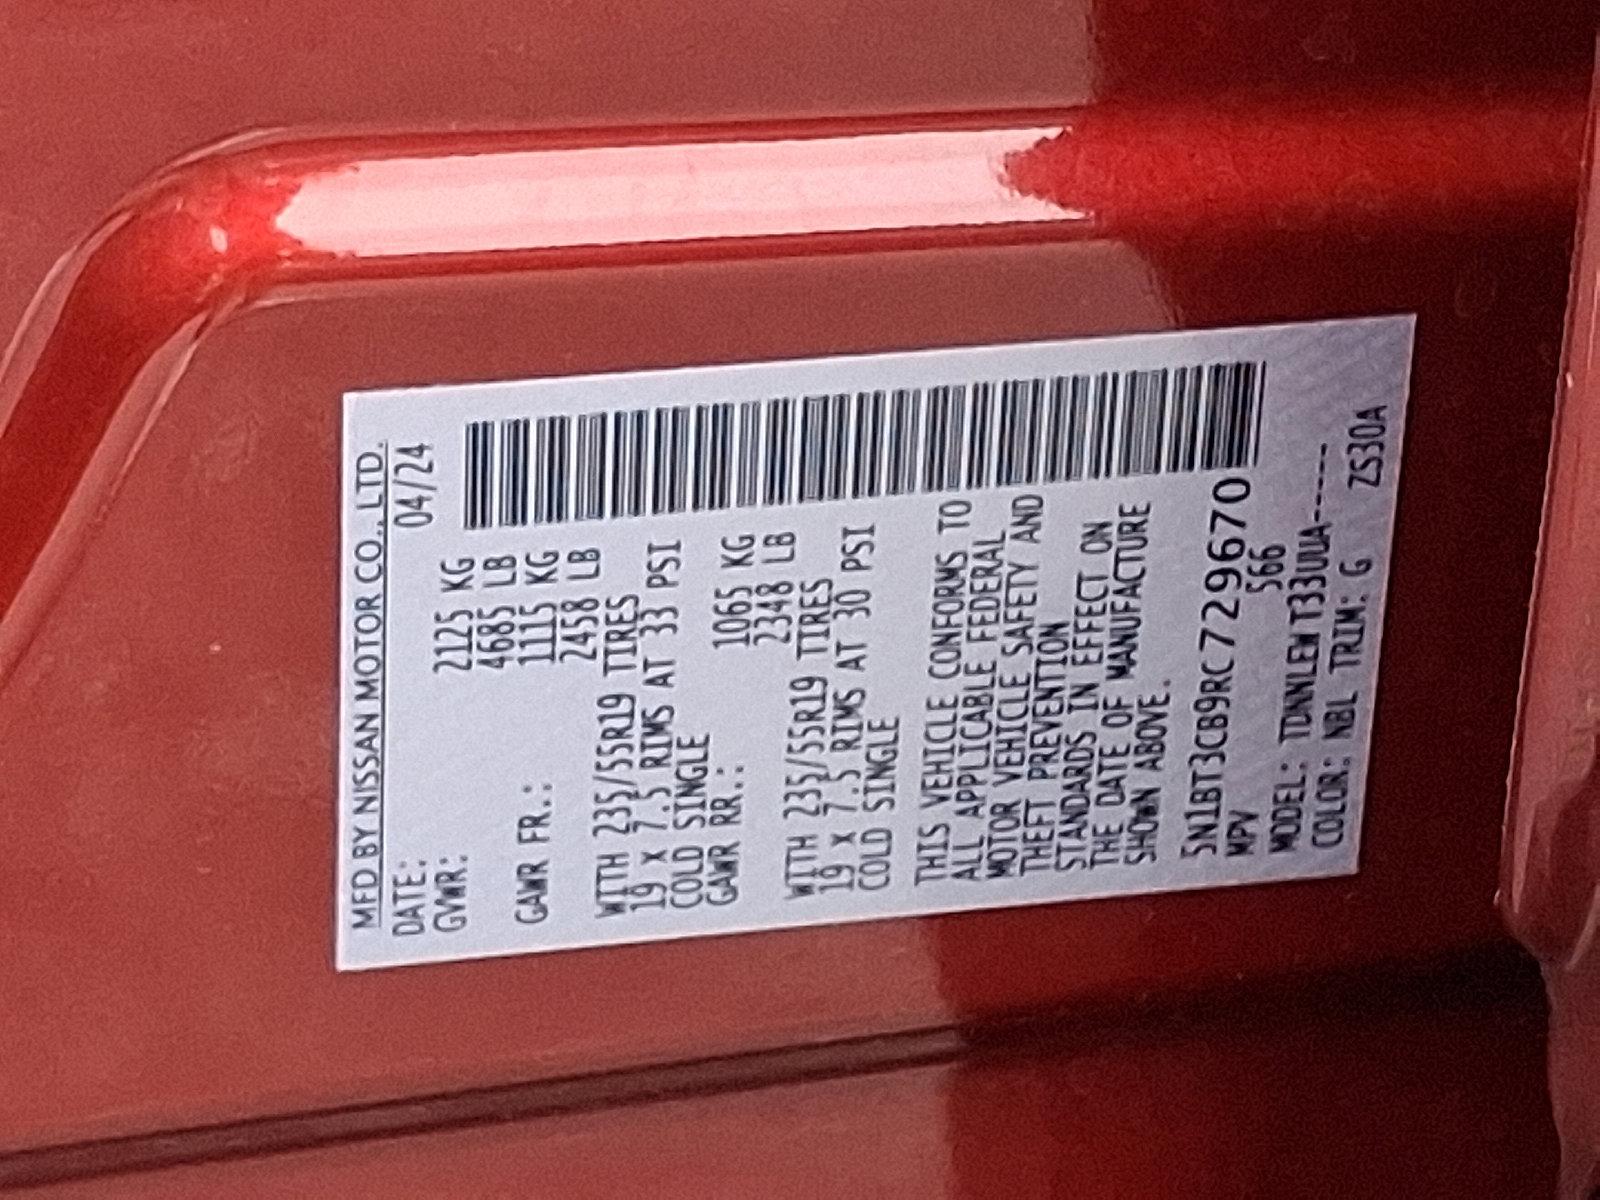 MFD BY NISSAN MOTOR CO., LTD.
DATE: 04/24
GVWR: 2125 KG
4685 LB
GAWR FR.: 1115 KG
2458 LB
WITH 235/55R19 TIRES
19 x 7.5 RIMS AT 33 PSI
COLD SINGLE
GAWR RR.: 1065 KG
2348 LB
WITH 235/55R19 TIRES
19 x 7.5 RIMS AT 30 PSI
COLD SINGLE
THIS VEHICLE CONFORMS TO
ALL APPLICABLE FEDERAL
MOTOR VEHICLE SAFETY AND
THEFT PREVENTION
STANDARDS IN EFFECT ON
THE DATE OF MANUFACTURE
SHOWN ABOVE.
5N1BT3CB9RC729670
MPV 566
MODEL: TDNNLEWT33UUA------
COLOR: NBL TRIM: G ZS30A